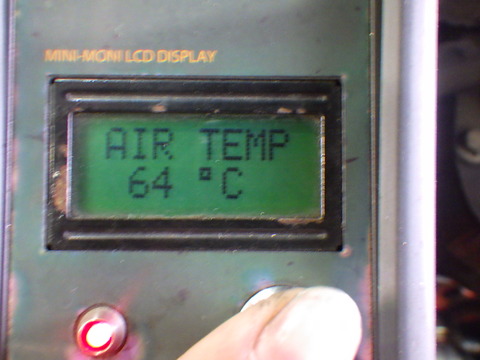 MINI-MONI LCD DISPLAY
AIR TEMP
64 °C